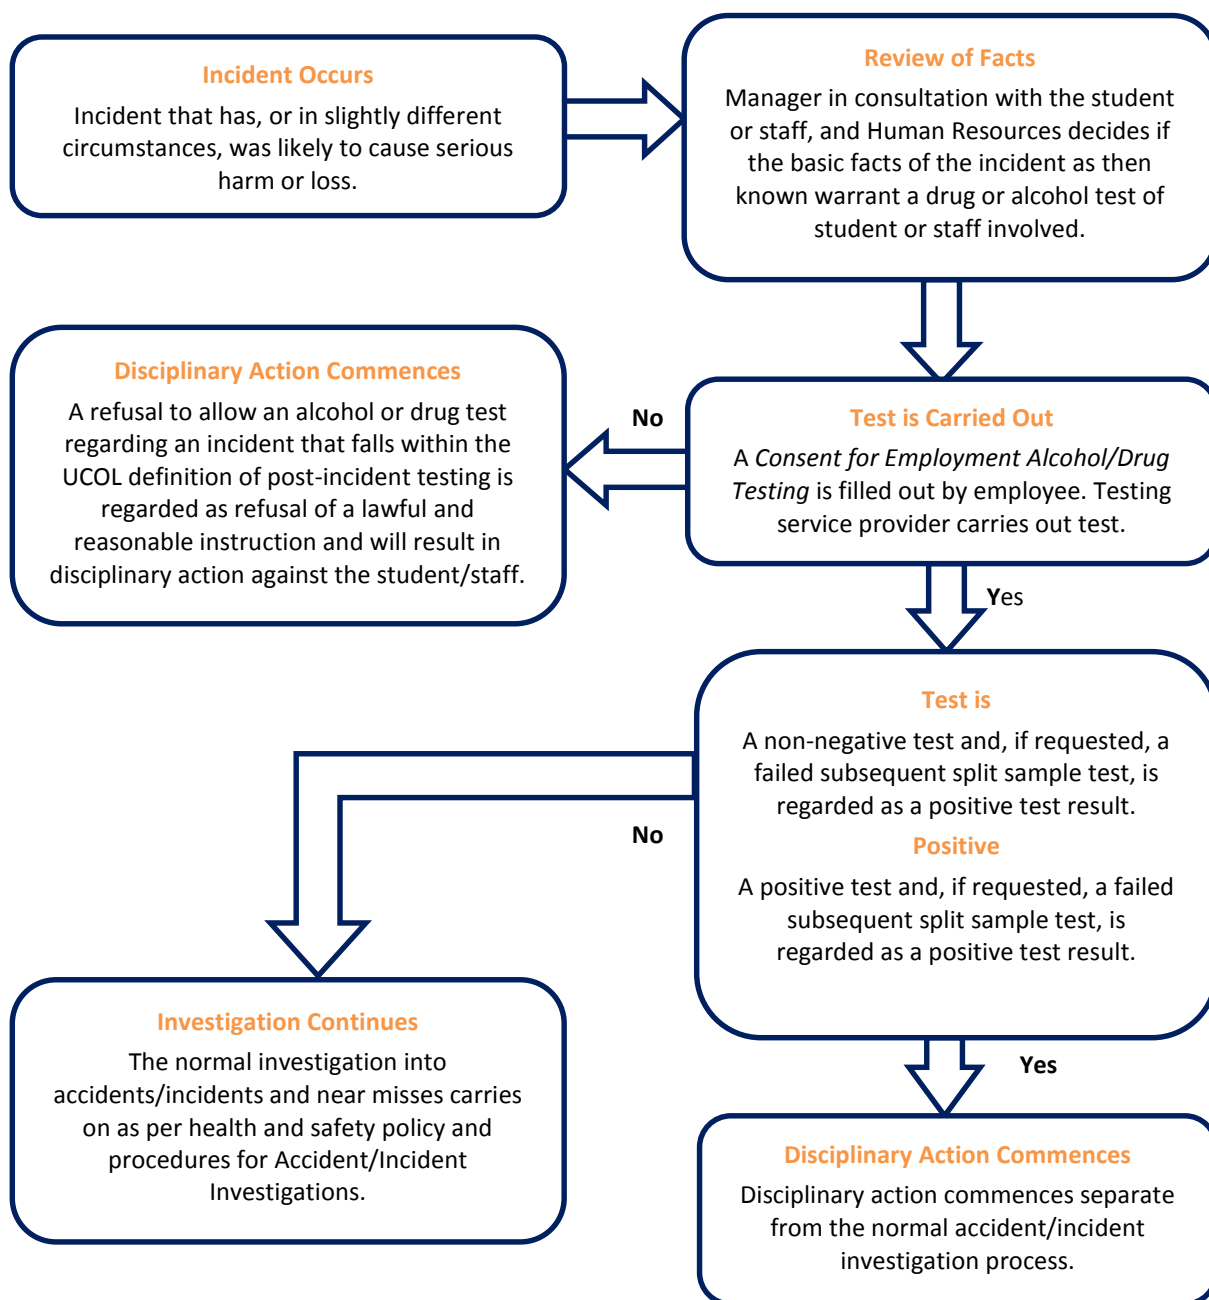 Incident Occurs
Incident that has, or in slightly different
circumstances, was likely to cause serious
harm or loss.
Review of Facts
Manager in consultation with the student
or staff, and Human Resources decides if
the basic facts of the incident as then
known warrant a drug or alcohol test of
student or staff involved.
Disciplinary Action Commences
A refusal to allow an alcohol or drug test
regarding an incident that falls within the
UCOL definition of post-incident testing is
regarded as refusal of a lawful and
reasonable instruction and will result in
disciplinary action against the student/staff.
No
Test is Carried Out
A Consent for Employment Alcohol/Drug
Testing is filled out by employee. Testing
service provider carries out test.
Yes
Test is
A non-negative test and, if requested, a
failed subsequent split sample test, is
regarded as a positive test result.
Positive
A positive test and, if requested, a failed
subsequent split sample test, is
regarded as a positive test result.
No
Investigation Continues
The normal investigation into
accidents/incidents and near misses carries
on as per health and safety policy and
procedures for Accident/Incident
Investigations.
Yes
Disciplinary Action Commences
Disciplinary action commences separate
from the normal accident/incident
investigation process.